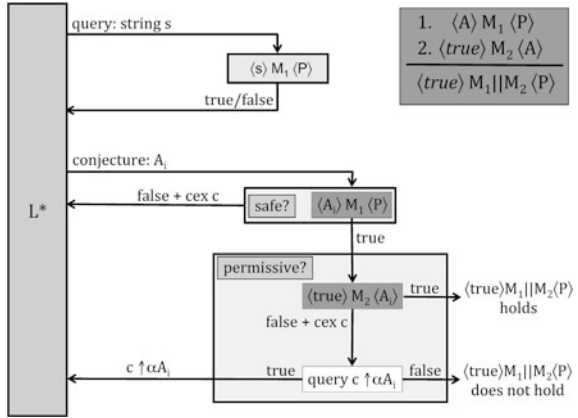 query: string s
⟨s⟩ M₁ ⟨P⟩
true/false
1. ⟨A⟩ M₁ ⟨P⟩
2. ⟨true⟩ M₂ ⟨A⟩
⟨true⟩ M₁||M₂ ⟨P⟩
conjecture: Aᵢ
false + cex c
safe?
⟨Aᵢ⟩ M₁ ⟨P⟩
L*
true
permissive?
⟨true⟩ M₂ ⟨Aᵢ⟩
true
⟨true⟩M₁||M₂⟨P⟩
holds
false + cex c
c ↑αAᵢ
true
query c ↑αAᵢ
false
⟨true⟩M₁||M₂⟨P⟩
does not hold